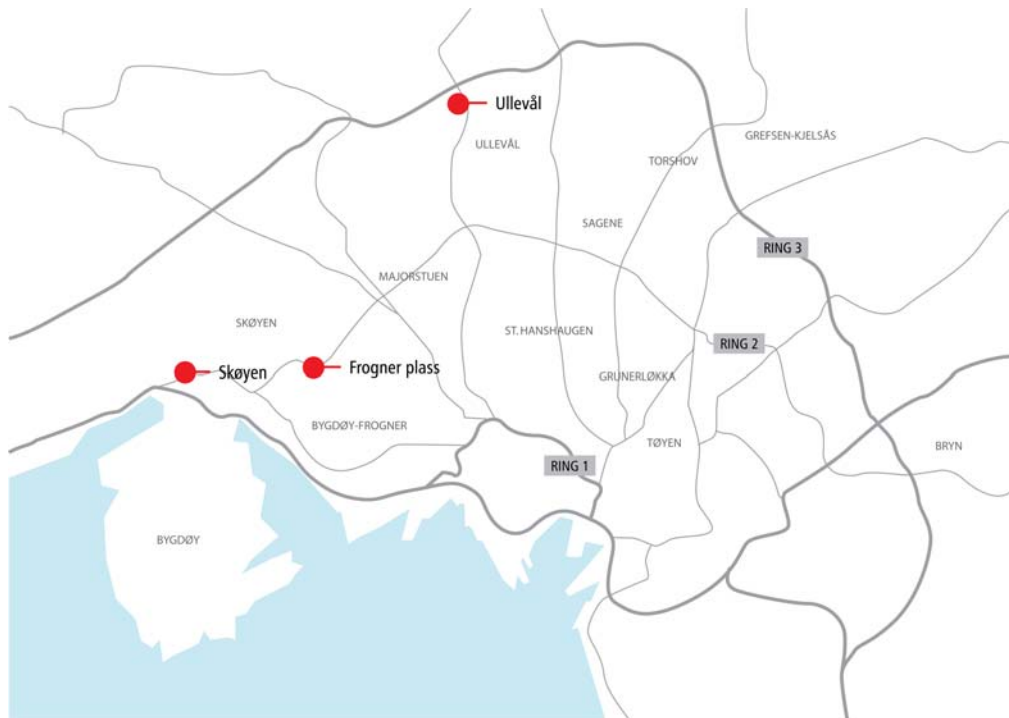 Ullevål
ULLEVÅL
GREFSEN-KJELSÅS
TORSHOV
SAGENE
RING 3
MAJORSTUEN
SKØYEN
ST. HANSHAUGEN
RING 2
Skøyen
Frogner plass
GRUNERLØKKA
BYGDØY-FROGNER
TØYEN
BRYN
RING 1
BYGDØY